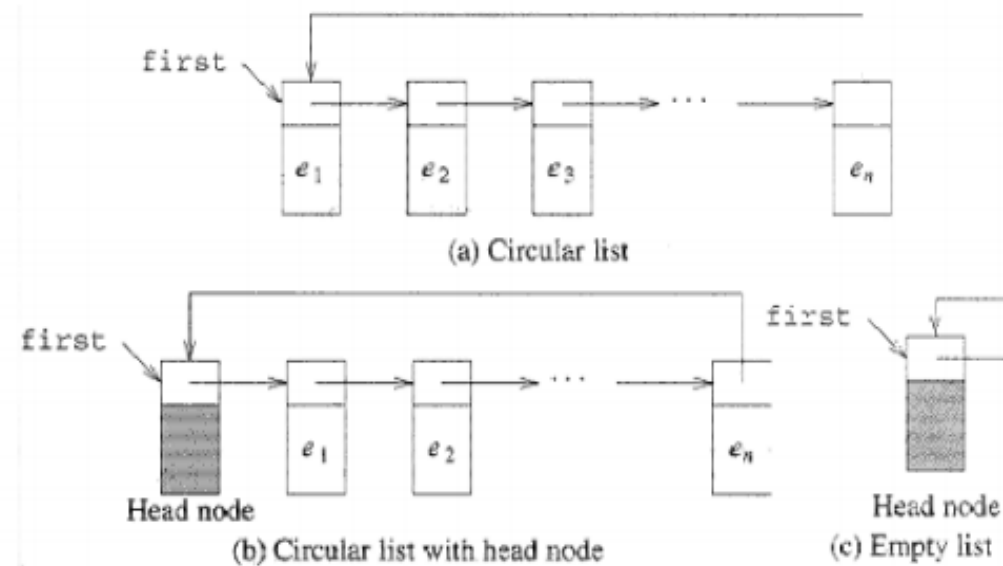 first
e1 e2 e3 ... en
(a) Circular list
first
e1 e2 ... en
Head node
(b) Circular list with head node
first
Head node
(c) Empty list